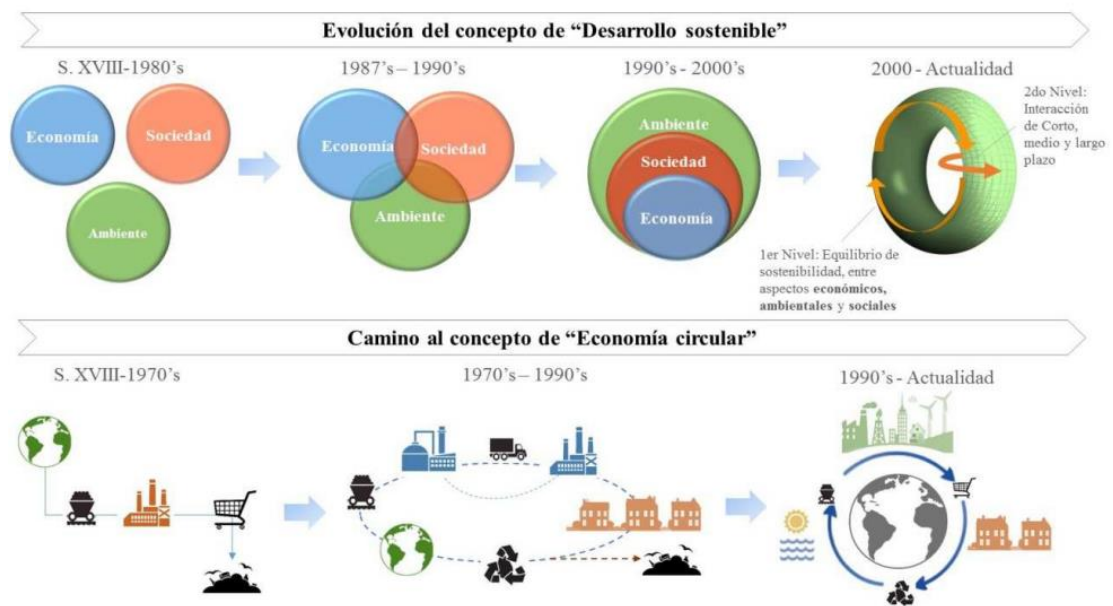 Evolución del concepto de “Desarrollo sostenible”
S. XVIII-1980’s
1987’s – 1990’s
1990’s - 2000’s
2000 - Actualidad
Economía
Sociedad
Ambiente
Economía
Sociedad
Ambiente
Ambiente
Sociedad
Economía
2do Nivel:
Interacción
de Corto,
medio y largo
plazo
1er Nivel: Equilibrio de
sostenibilidad, entre
aspectos económicos,
ambientales y sociales
Camino al concepto de “Economía circular”
S. XVIII-1970’s
1970’s – 1990’s
1990’s - Actualidad